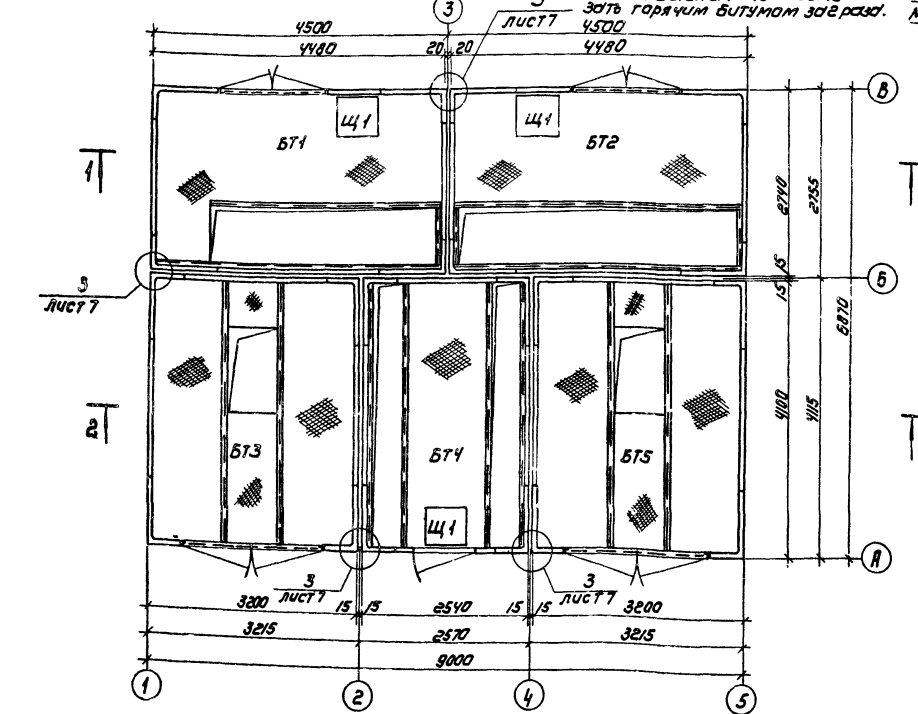 3
лист 7
зать горячим битумом за 2 раза.
4500
4500
4480
20
20
4480
В
Щ1
Щ1
БТ1
БТ2
1
2740
2755
15
Б
3
лист 7
15
6870
4100
4115
2
БТ3
БТ4
БТ5
Щ1
А
3
лист 7
3
лист 7
3200
15
15
2540
15
15
3200
3215
2570
3215
9000
1
2
4
5